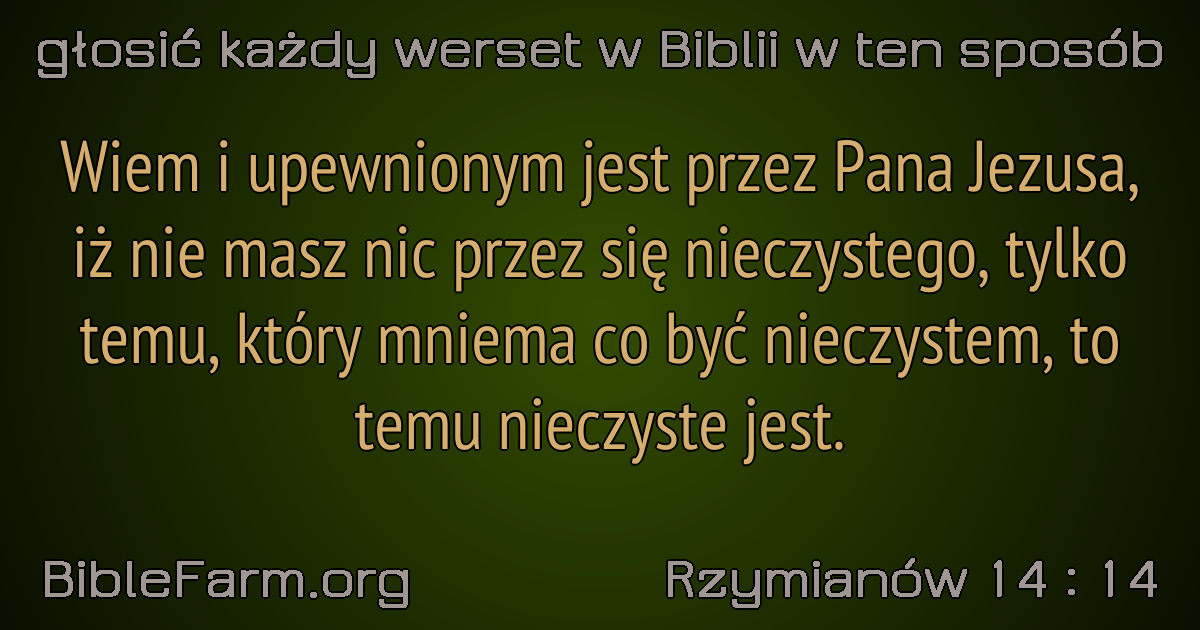 głosić każdy werset w Biblii w ten sposób
Wiem i upewnionym jest przez Pana Jezusa,
iż nie masz nic przez się nieczystego, tylko
temu, który mniema co być nieczystem, to
temu nieczyste jest.
BibleFarm.org
Rzymianów 14 : 14